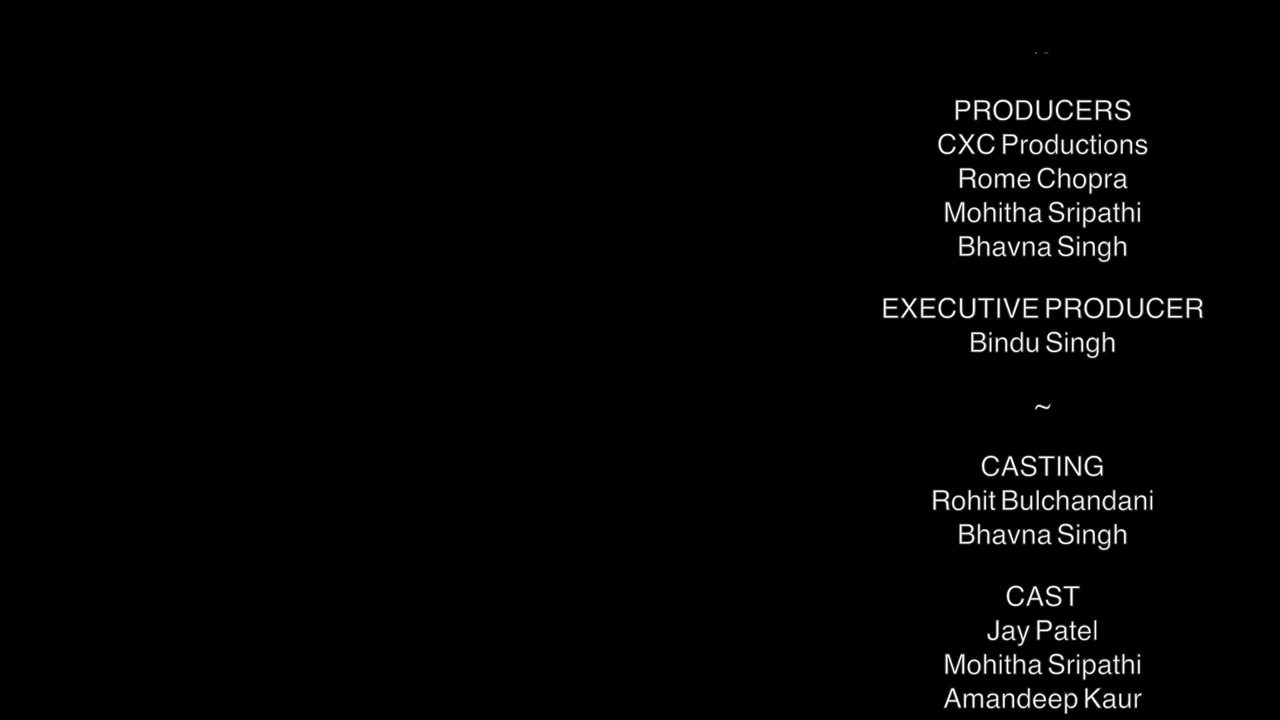 PRODUCERS
CXC Productions
Rome Chopra
Mohitha Sripathi
Bhavna Singh
EXECUTIVE PRODUCER
Bindu Singh
~
CASTING
Rohit Bulchandani
Bhavna Singh
CAST
Jay Patel
Mohitha Sripathi
Amandeep Kaur